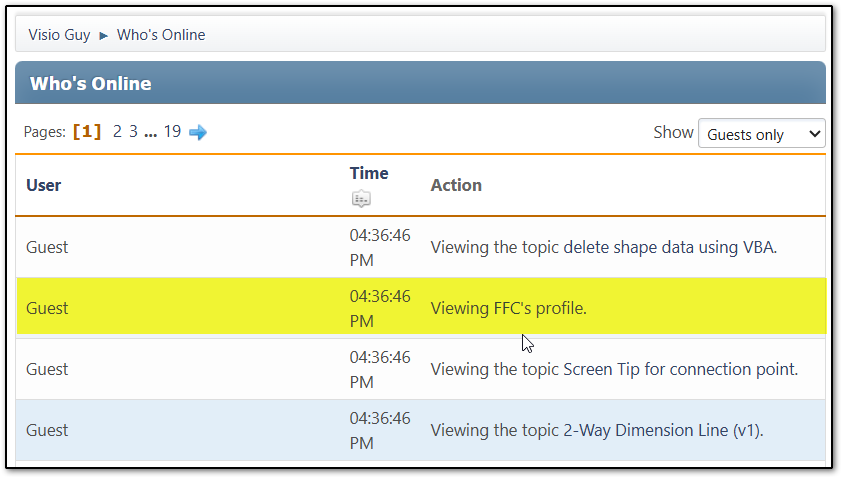 Visio Guy ► Who's Online
Who's Online
Pages: [1] 2 3 ... 19 Show Guests only
User Time Action
Guest 04:36:46 PM Viewing the topic delete shape data using VBA.
Guest 04:36:46 PM Viewing FFC's profile.
Guest 04:36:46 PM Viewing the topic Screen Tip for connection point.
Guest 04:36:46 PM Viewing the topic 2-Way Dimension Line (v1).